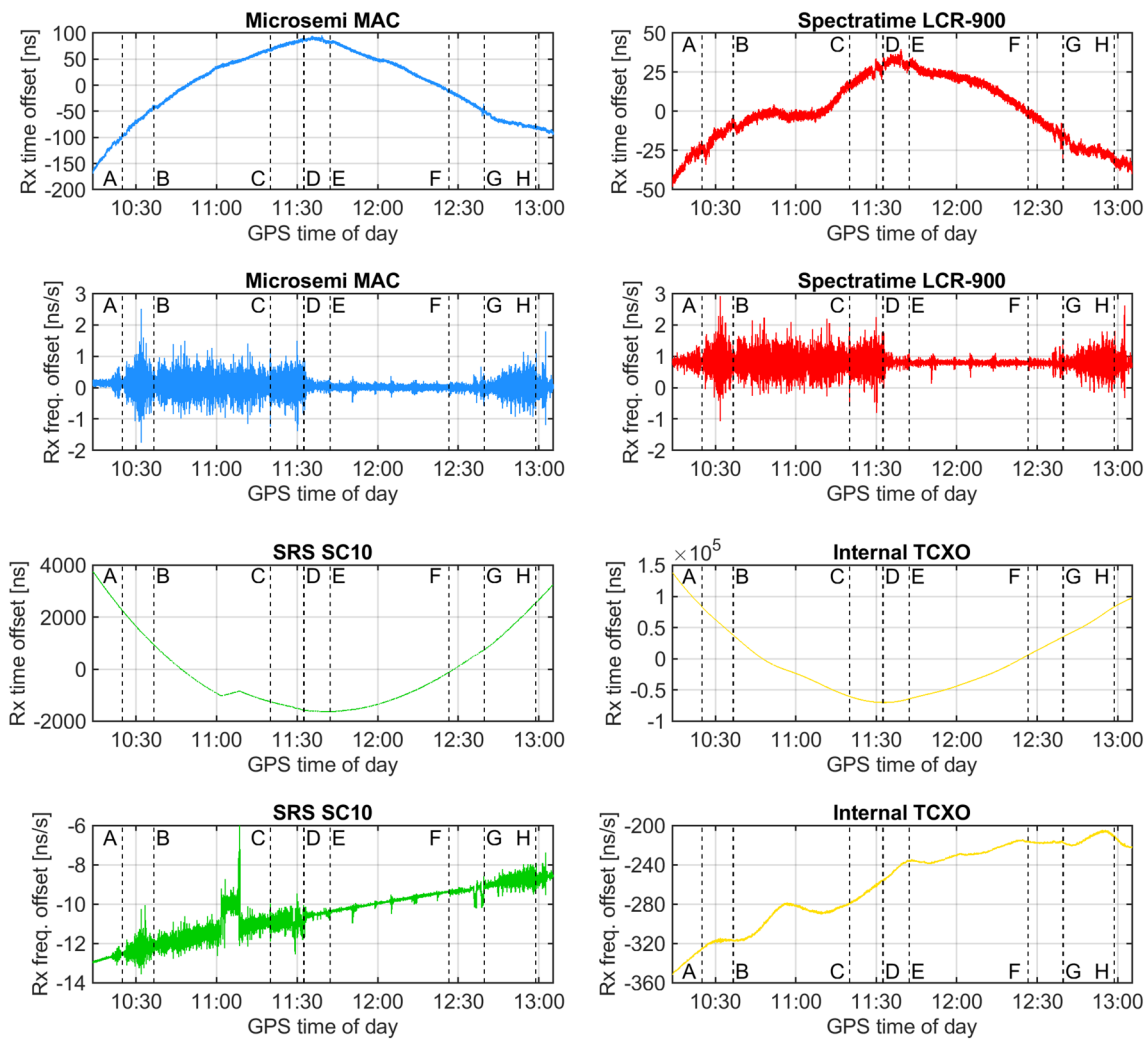 Microsemi MAC
Rx time offset [ns]
100
50
0
-50
-100
-150
-200
A B C D E F G H
10:30 11:00 11:30 12:00 12:30 13:00
GPS time of day
Spectratime LCR-900
Rx time offset [ns]
50
25
0
-25
-50
A B C D E F G H
10:30 11:00 11:30 12:00 12:30 13:00
GPS time of day
Microsemi MAC
Rx freq. offset [ns/s]
3
2
1
0
-1
-2
A B C D E F G H
10:30 11:00 11:30 12:00 12:30 13:00
GPS time of day
Spectratime LCR-900
Rx freq. offset [ns/s]
3
2
1
0
-1
-2
A B C D E F G H
10:30 11:00 11:30 12:00 12:30 13:00
GPS time of day
SRS SC10
Rx time offset [ns]
4000
2000
0
-2000
A B C D E F G H
10:30 11:00 11:30 12:00 12:30 13:00
GPS time of day
Internal TCXO
×10⁵
Rx time offset [ns]
1.5
1
0.5
0
-0.5
-1
A B C D E F G H
10:30 11:00 11:30 12:00 12:30 13:00
GPS time of day
SRS SC10
Rx freq. offset [ns/s]
-6
-8
-10
-12
-14
A B C D E F G H
10:30 11:00 11:30 12:00 12:30 13:00
GPS time of day
Internal TCXO
Rx freq. offset [ns/s]
-200
-240
-280
-320
-360
A B C D E F G H
10:30 11:00 11:30 12:00 12:30 13:00
GPS time of day